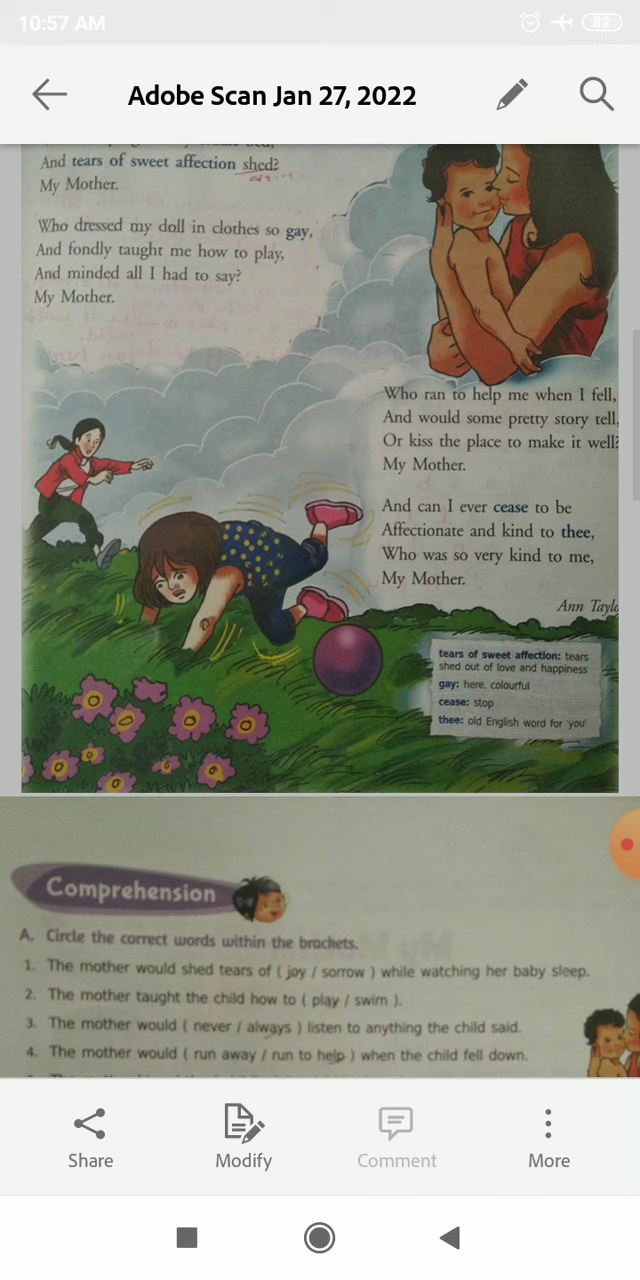 10:57 AM
82
Adobe Scan Jan 27, 2022
And tears of sweet affection shed?
My Mother.
Who dressed my doll in clothes so gay,
And fondly taught me how to play,
And minded all I had to say?
My Mother.
Who ran to help me when I fell,
And would some pretty story tell,
Or kiss the place to make it well?
My Mother.
And can I ever cease to be
Affectionate and kind to thee,
Who was so very kind to me,
My Mother.
Ann Taylo
tears of sweet affection: tears
shed out of love and happiness
gay: here, colourful
cease: stop
thee: old English word for 'you'
Comprehension
A. Circle the correct words within the brackets.
1. The mother would shed tears of ( joy / sorrow ) while watching her baby sleep.
2. The mother taught the child how to ( play / swim ).
3. The mother would ( never / always ) listen to anything the child said.
4. The mother would ( run away / run to help ) when the child fell down.
Share
Modify
Comment
More